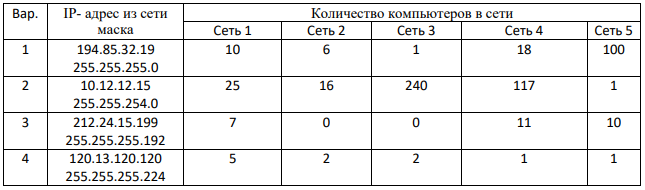 Вар. IP- адрес из сети Количество компьютеров в сети
маска Сеть 1 Сеть 2 Сеть 3 Сеть 4 Сеть 5
1 194.85.32.19 10 6 1 18 100
255.255.255.0
2 10.12.12.15 25 16 240 117 1
255.255.254.0
3 212.24.15.199 7 0 0 11 10
255.255.255.192
4 120.13.120.120 5 2 2 1 1
255.255.255.224